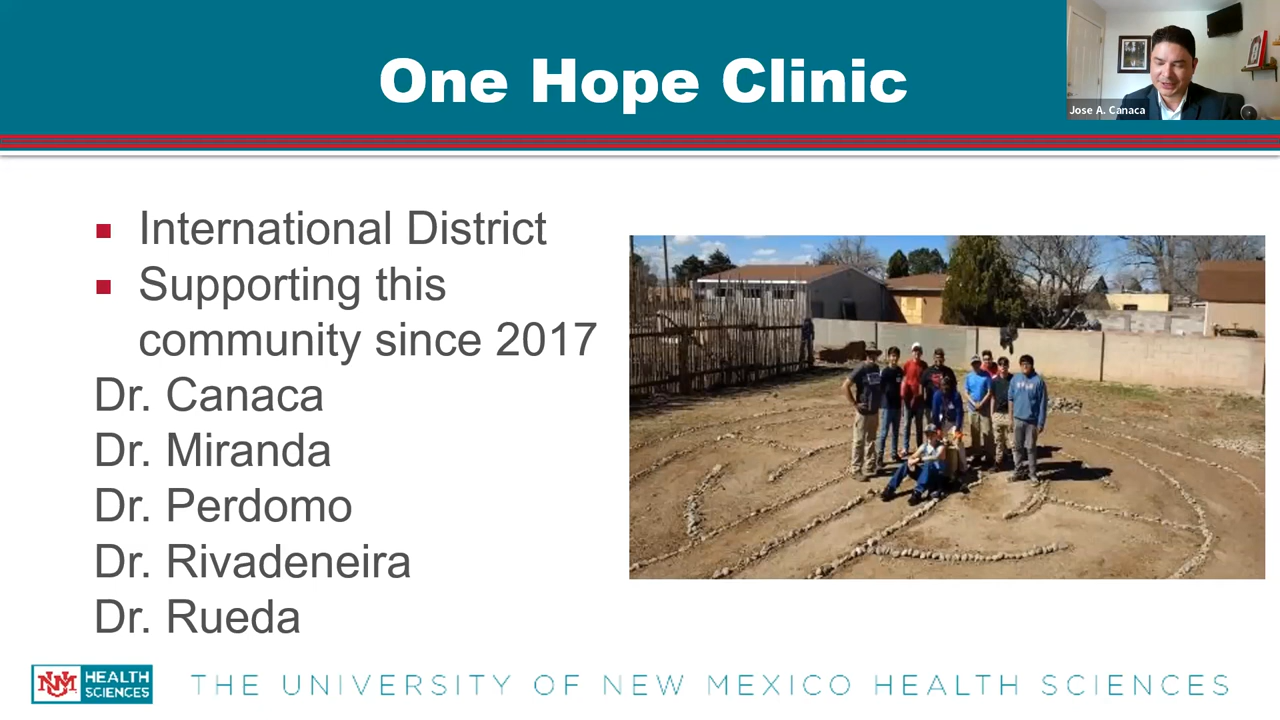 One Hope Clinic
Jose A. Canaca
International District
Supporting this
community since 2017
Dr. Canaca
Dr. Miranda
Dr. Perdomo
Dr. Rivadeneira
Dr. Rueda
UNM HEALTH
SCIENCES
THE UNIVERSITY OF NEW MEXICO HEALTH SCIENCES